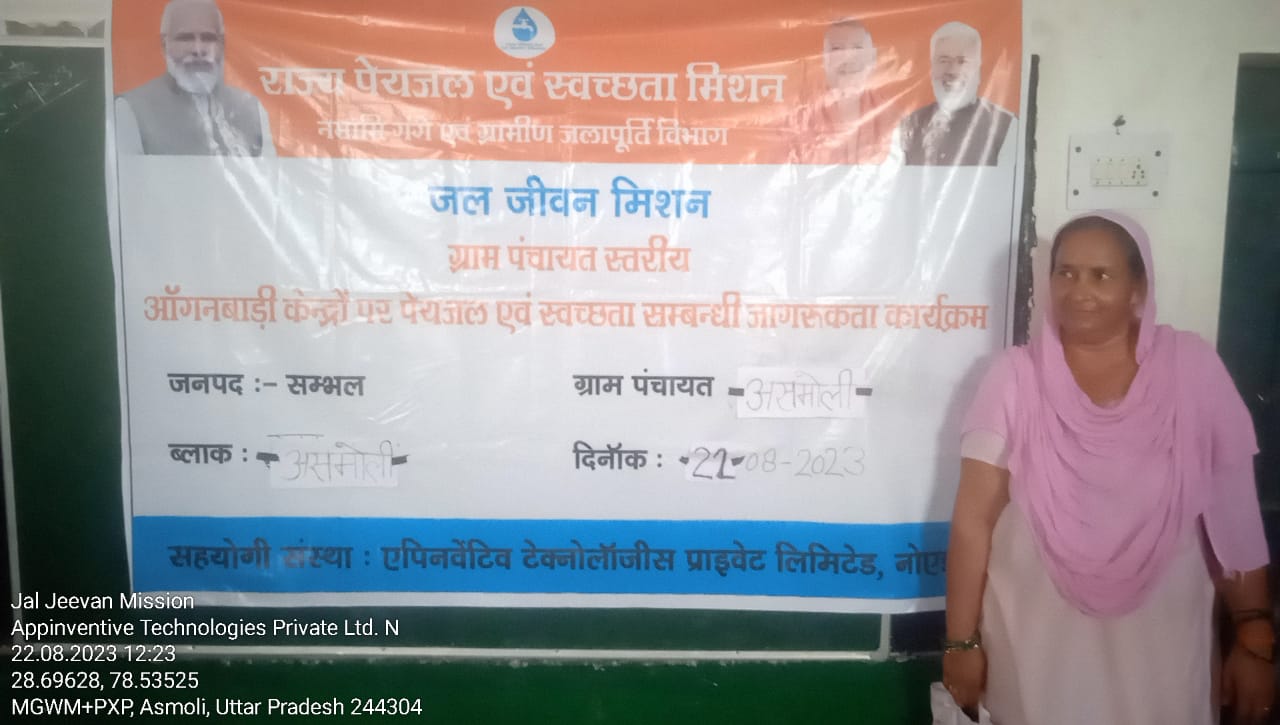 राज्य पेयजल एवं स्वच्छता मिशन
नमामि गंगे एवं ग्रामीण जलापूर्ति विभाग
जल जीवन मिशन
ग्राम पंचायत स्तरीय
ऑगनबाड़ी केन्द्रों पर पेयजल एवं स्वच्छता सम्बन्धी जागरूकता कार्यक्रम
जनपद :- सम्भल
ग्राम पंचायत - असमोली -
ब्लाक : - असमोली -
दिनॉक : -22-08-2023
सहयोगी संस्था : एपिनवेंटिव टेक्नोलॉजीस प्राइवेट लिमिटेड,
Jal Jeevan Mission
Appinventive Technologies Private Ltd. N
22.08.2023 12:23
28.69628, 78.53525
MGWM+PXP, Asmoli, Uttar Pradesh 244304